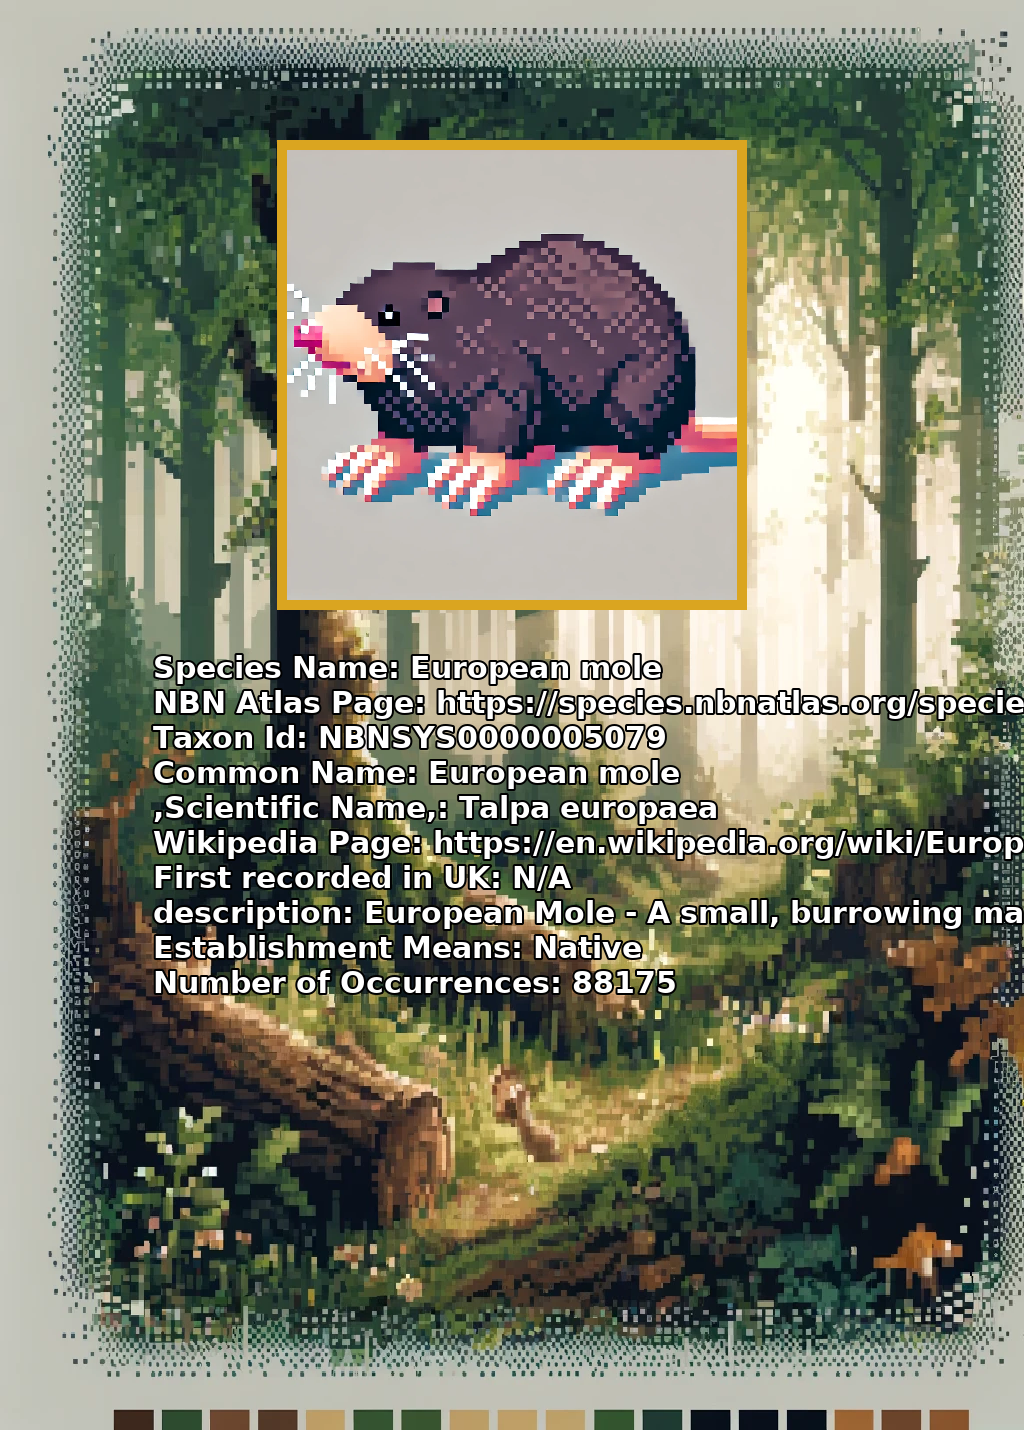 Species Name: European mole
NBN Atlas Page: https://species.nbnatlas.org/specie
Taxon Id: NBNSYS0000005079
Common Name: European mole
,Scientific Name,: Talpa europaea
Wikipedia Page: https://en.wikipedia.org/wiki/Europ
First recorded in UK: N/A
description: European Mole - A small, burrowing ma
Establishment Means: Native
Number of Occurrences: 88175